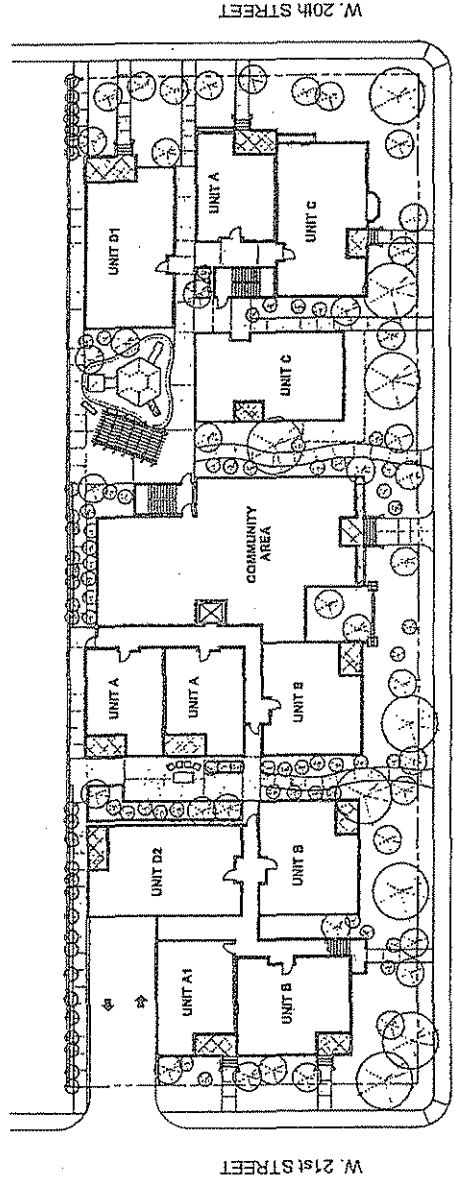 W. 20th STREET
UNIT D1
UNIT A
UNIT C
UNIT C
COMMUNITY
AREA
UNIT A
UNIT A
UNIT B
UNIT D2
UNIT B
UNIT A1
UNIT B
W. 21st STREET